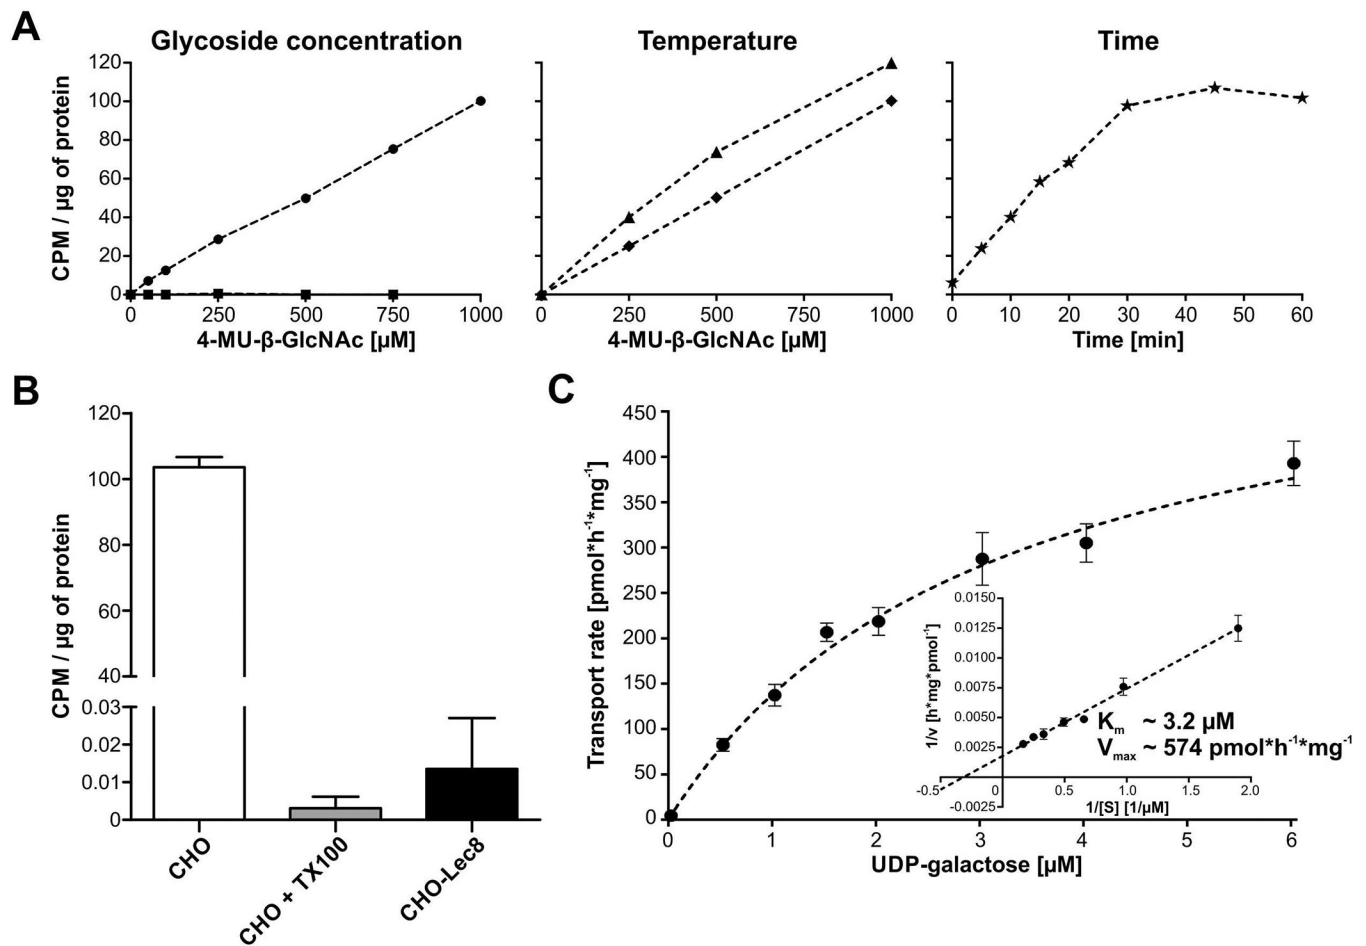 A
Glycoside concentration
Temperature
Time
CPM / µg of protein
120
100
80
60
40
20
0
0 250 500 750 1000
4-MU-β-GlcNAc [µM]
0 250 500 750 1000
4-MU-β-GlcNAc [µM]
0 10 20 30 40 50 60
Time [min]
B
CPM / µg of protein
120
100
80
60
40
0.03
0.02
0.01
0
CHO
CHO + TX100
CHO-Lec8
C
Transport rate [pmol*h⁻¹*mg⁻¹]
450
400
350
300
250
200
150
100
50
0
0 1 2 3 4 5 6
UDP-galactose [µM]
1/v [h*mg*pmol⁻¹]
0.0150
0.0125
0.0100
0.0075
0.0050
0.0025
-0.0025
-0.5 0 0.5 1.0 1.5 2.0
1/[S] [1/µM]
Km ~ 3.2 µM
Vmax ~ 574 pmol*h⁻¹*mg⁻¹